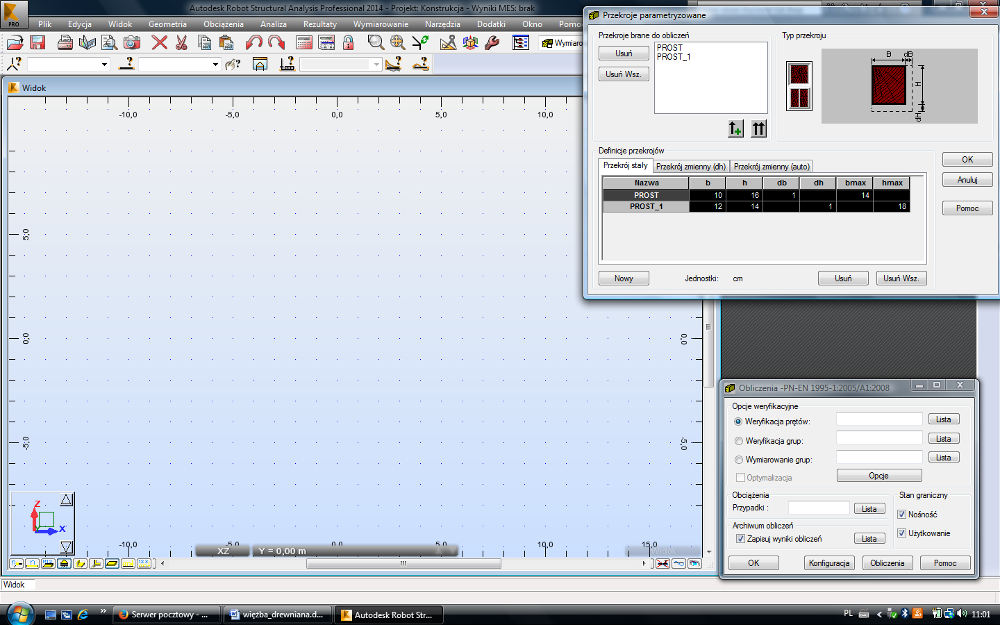 Autodesk Robot Structural Analysis Professional 2014 - Projekt: Konstrukcja - Wyniki MES: brak
PRO
Plik Edycja Widok Geometria Obciążenia Analiza Rezultaty Wymiarowanie Narzędzia Dodatki Okno Pomoc
Wymiaro
Widok
-10,0 -5,0 0,0 5,0 10,0
5,0
0,0 0,0
-5,0 -5,0
Z
X
-10,0 -5,0 0,0 5,0 10,0 15,0
XZ
Y = 0,00 m
Widok
Przekroje parametryzowane
Przekroje brane do obliczeń
Usuń
Usuń Wsz.
PROST
PROST_1
Typ przekroju
B dB
H
dH
Definicje przekrojów
Przekrój stały Przekrój zmienny (dh) Przekrój zmienny (auto)
Nazwa b h db dh bmax hmax
PROST 10 16 1 14
PROST_1 12 14 1 18
Nowy Jednostki: cm Usuń Usuń Wsz.
OK
Anuluj
Pomoc
Obliczenia -PN-EN 1995-1:2005/A1:2008
Opcje weryfikacyjne
Weryfikacja prętów: Lista
Weryfikacja grup: Lista
Wymiarowanie grup: Lista
Optymalizacja Opcje
Obciążenia
Przypadki : Lista
Archiwum obliczeń
Zapisuj wyniki obliczeń Lista
Stan graniczny
Nośność
Użytkowanie
OK Konfiguracja Obliczenia Pomoc
Widok
Serwer pocztowy - ... więźba_drewniana.d... Autodesk Robot Str...
PL 11:01